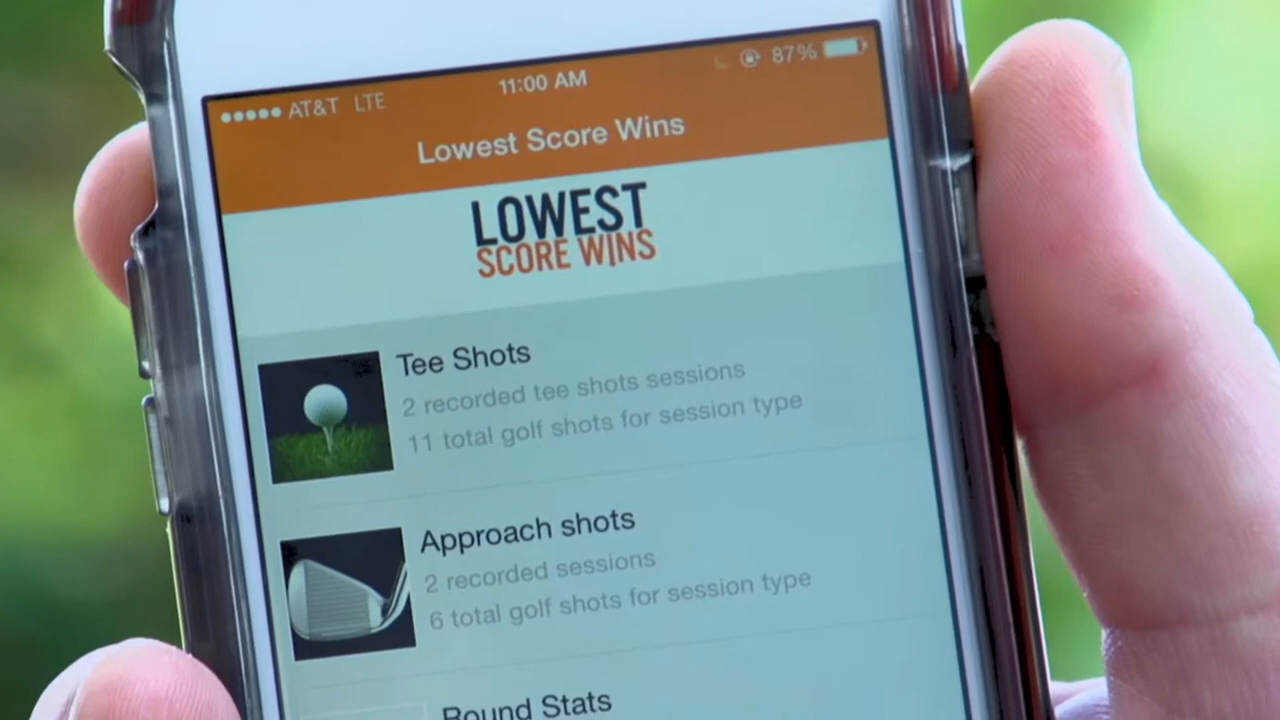 ●●●●● AT&T LTE 11:00 AM 87%
Lowest Score Wins
LOWEST
SCORE WINS
Tee Shots
2 recorded tee shots sessions
11 total golf shots for session type
Approach shots
2 recorded sessions
6 total golf shots for session type
Round Stats